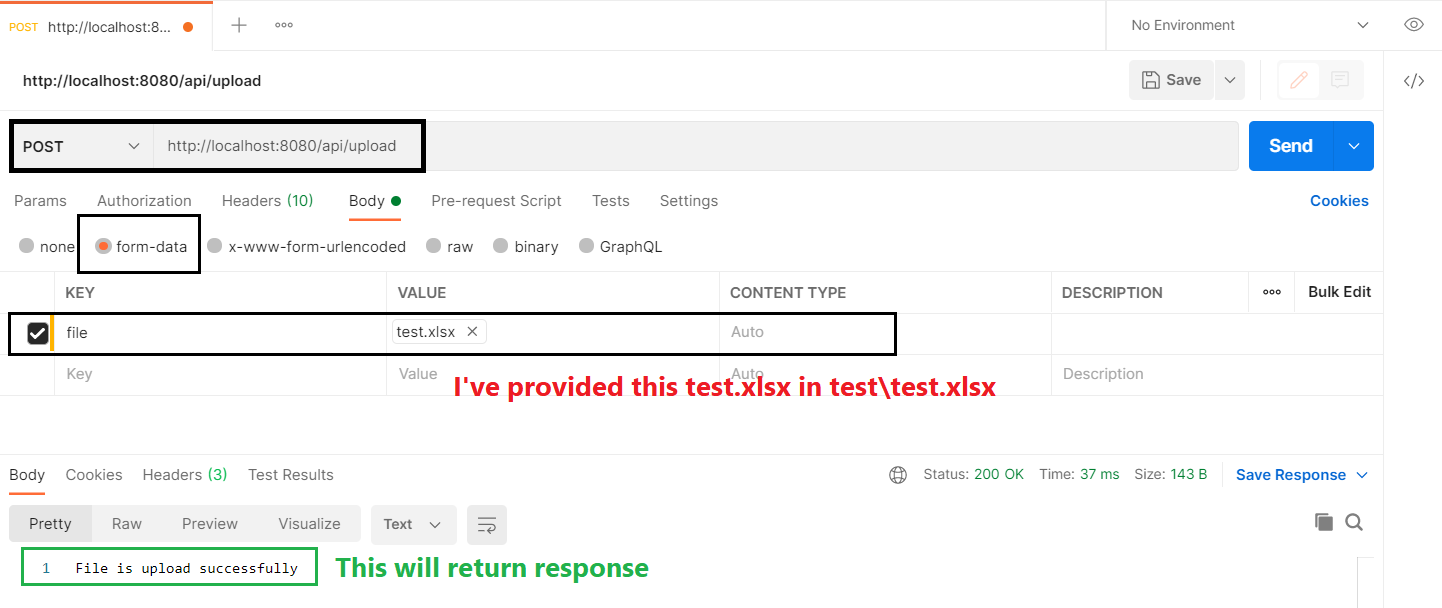 POST http://localhost:8... No Environment
http://localhost:8080/api/upload Save
POST http://localhost:8080/api/upload Send
Params Authorization Headers (10) Body Pre-request Script Tests Settings Cookies
none form-data x-www-form-urlencoded raw binary GraphQL
KEY VALUE CONTENT TYPE DESCRIPTION Bulk Edit
file test.xlsx Auto
Key Value Auto Description
I've provided this test.xlsx in test\test.xlsx
Body Cookies Headers (3) Test Results Status: 200 OK Time: 37 ms Size: 143 B Save Response
Pretty Raw Preview Visualize Text
1 File is upload successfully This will return response